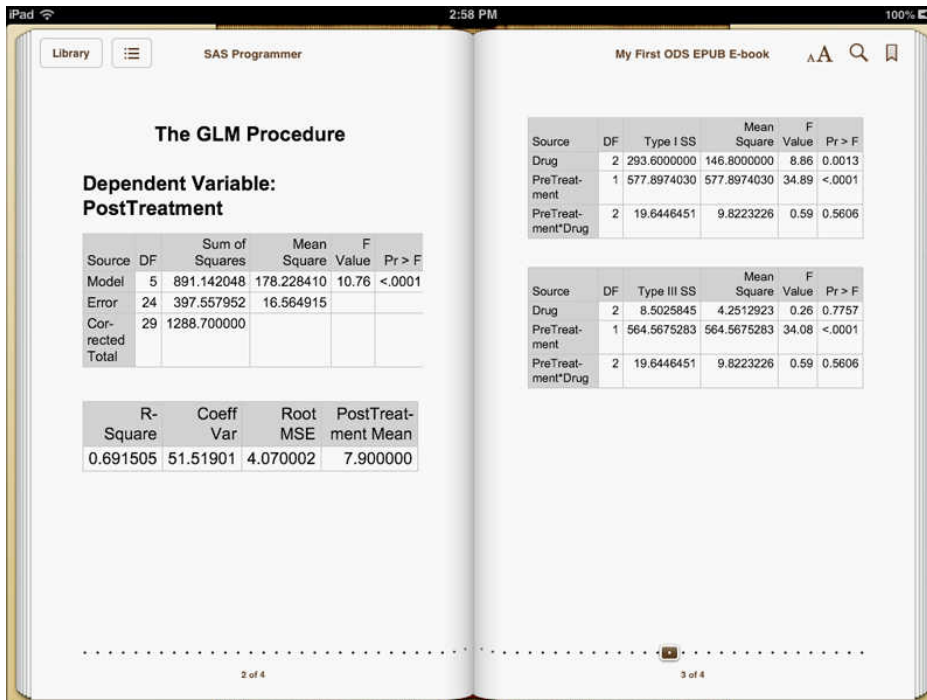 iPad 2:58 PM 100%
Library SAS Programmer
The GLM Procedure
Dependent Variable:
PostTreatment
Sum of Mean F
Source DF Squares Square Value Pr > F
Model 5 891.142048 178.228410 10.76 <.0001
Error 24 397.557952 16.564915
Cor- 29 1288.700000
rected
Total
R- Coeff Root PostTreat-
Square Var MSE ment Mean
0.691505 51.51901 4.070002 7.900000
2 of 4
My First ODS EPUB E-book AA
Mean F
Source DF Type I SS Square Value Pr > F
Drug 2 293.6000000 146.8000000 8.86 0.0013
PreTreat- 1 577.8974030 577.8974030 34.89 <.0001
ment
PreTreat- 2 19.6446451 9.8223226 0.59 0.5606
ment*Drug
Mean F
Source DF Type III SS Square Value Pr > F
Drug 2 8.5025845 4.2512923 0.26 0.7757
PreTreat- 1 564.5675283 564.5675283 34.08 <.0001
ment
PreTreat- 2 19.6446451 9.8223226 0.59 0.5606
ment*Drug
3 of 4